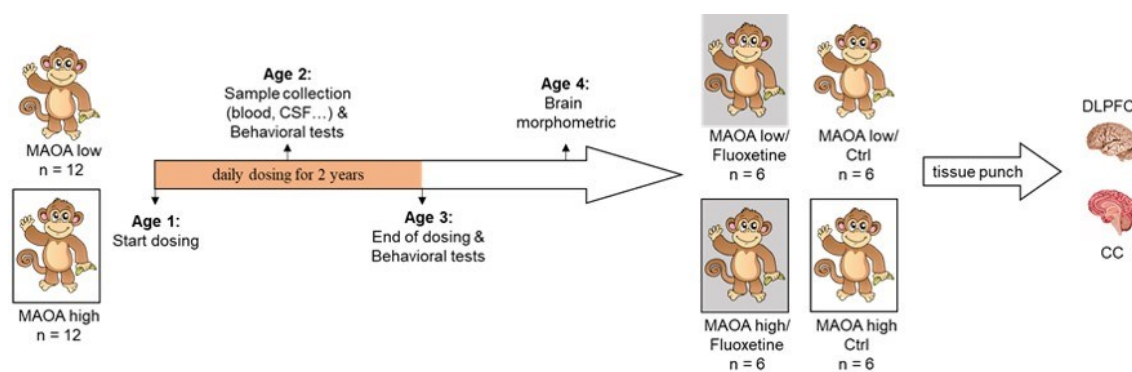 MAOA low
n = 12
MAOA high
n = 12
Age 1:
Start dosing
Age 2:
Sample collection
(blood, CSF...) &
Behavioral tests
daily dosing for 2 years
Age 3:
End of dosing &
Behavioral tests
Age 4:
Brain
morphometric
MAOA low/
Fluoxetine
n = 6
MAOA low/
Ctrl
n = 6
MAOA high/
Fluoxetine
n = 6
MAOA high
Ctrl
n = 6
tissue punch
DLPFC
CC